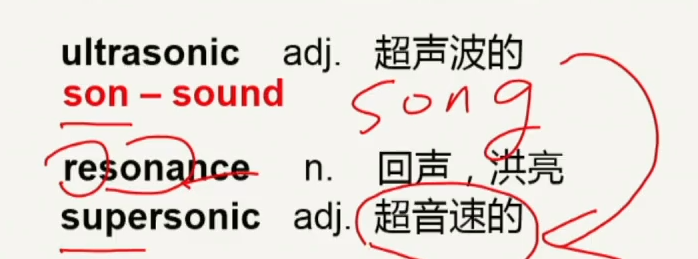 ultrasonic adj. 超声波的
son – sound song
resonance n. 回声，洪亮
supersonic adj. 超音速的